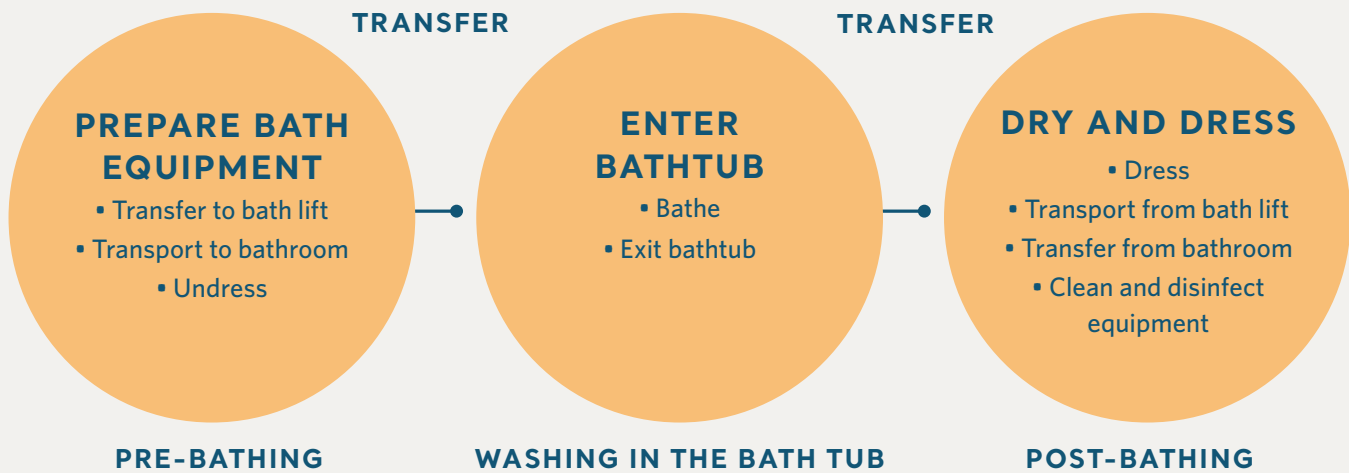 TRANSFER
TRANSFER
PREPARE BATH
EQUIPMENT
▪ Transfer to bath lift
▪ Transport to bathroom
▪ Undress
ENTER
BATHTUB
▪ Bathe
▪ Exit bathtub
DRY AND DRESS
▪ Dress
▪ Transport from bath lift
▪ Transfer from bathroom
▪ Clean and disinfect
equipment
PRE-BATHING
WASHING IN THE BATH TUB
POST-BATHING